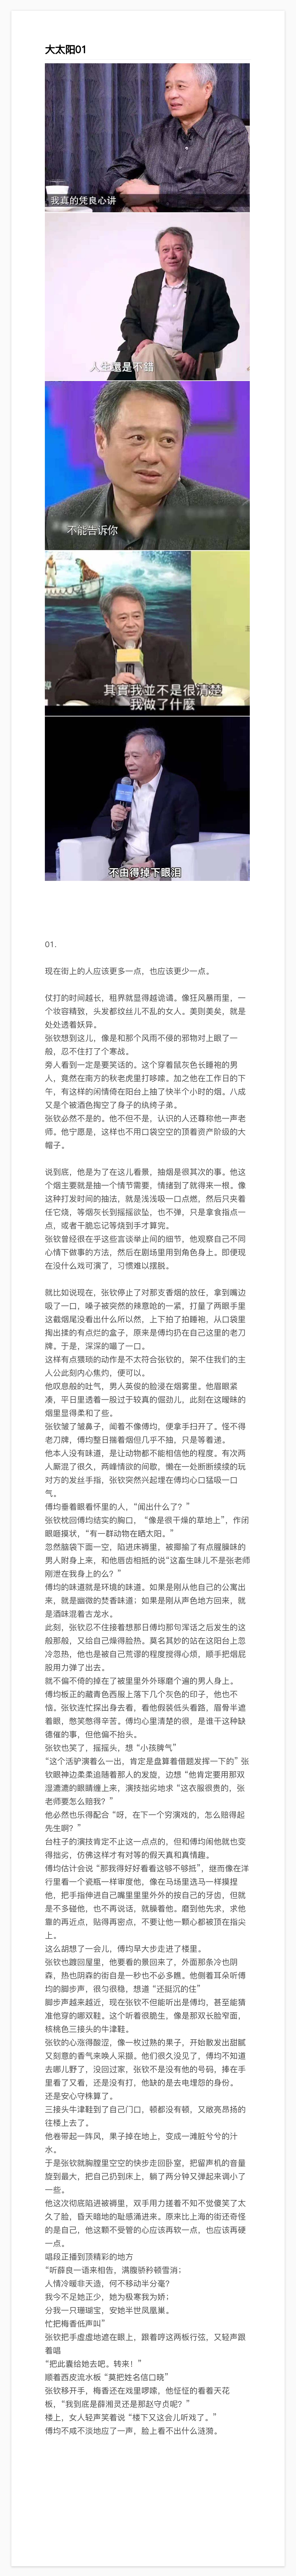 大太阳01
我真的凭良心讲
人生還是不錯
不能告诉你
其實我並不是很清楚
我做了什麼
不由得掉下眼泪
01.
现在街上的人应该更多一点，也应该更少一点。
仗打的时间越长，租界就显得越诡谲。像狂风暴雨里，一
个妆容精致，头发都纹丝儿不乱的女人。美则美矣，就是
处处透着妖异。
张钦想到这儿，像是和那个风雨不侵的邪物对上眼了一
般，忍不住打了个寒战。
旁人看到一定是要笑话的。这个穿着鼠灰色长睡袍的男
人，竟然在南方的秋老虎里打哆嗦。加之他在工作日的下
午，有这样的闲情倚在阳台上抽了快半个小时的烟。八成
又是个被酒色掏空了身子的纨绔子弟。
张钦必然不是的。他不但不是，认识的人还尊称他一声老
师。他宁愿是，这样也不用口袋空空的顶着资产阶级的大
帽子。
说到底，他是为了在这儿看景，抽烟是很其次的事。他这
个烟主要就是抽一个情节需要，情绪到了就得来一根。像
这种打发时间的抽法，就是浅浅吸一口点燃，然后只夹着
任它烧，等烟灰长到摇摇欲坠，也不弹，只是拿食指点一
点，或者干脆忘记等烧到手才算完。
张钦曾经很在乎这些言谈举止间的细节，他观察自己不同
心情下做事的方法，然后在剧场里用到角色身上。即便现
在没什么戏可演了，习惯难以摆脱。
就比如说现在，张钦停止了对那支香烟的放任，拿到嘴边
吸了一口，嗓子被突然的辣意呛的一紧，打量了两眼手里
这截烟尾没看出什么所以然，上下拍了拍睡袍，从口袋里
掏出揉的有点烂的盒子，原来是傅均扔在自己这里的老刀
牌。于是，深深的嘬了一口。
这样有点猥琐的动作是不太符合张钦的，架不住我们的主
人公此刻内心焦灼，便可以。
他叹息般的吐气，男人英俊的脸浸在烟雾里。他眉眼紧
凑，平日里透着一股过于较真的倔劲儿，此刻在这暧昧的
烟里显得柔和了些。
张钦皱了皱鼻子，闻着不像傅均，便拿手扫开了。怪不得
老刀牌，傅均整日揣着烟但几乎不抽，只是等着递。
他本人没有味道，是让动物都不能相信他的程度。有次两
人厮混了很久，两峰情欲的间歇，懒在一处断断续续的玩
对方的发丝手指，张钦突然兴起埋在傅均心口猛吸一口
气。
傅均垂着眼看怀里的人，“闻出什么了？”
张钦枕回傅均结实的胸口，“像是很干燥的草地上”，作闭
眼咂摸状，“有一群动物在晒太阳。”
忽然脑袋下面一空，陷进床褥里，被揶揄了有点腥臊味的
男人附身上来，和他唇齿相抵的说“这畜生味儿不是张老师
刚泄在我身上的么？”
傅均的味道就是环境的味道。如果是刚从他自己的公寓出
来，就是幽微的焚香味道；如果是刚从声色地方回来，就
是酒味混着古龙水。
此刻，张钦忍不住接着想那日傅均那句浑话之后发生的这
般那般，又给自己燥得脸热。莫名其妙的站在这阳台上忽
冷忽热，他也是被自己荒谬的程度搅得心烦，顺手把烟屁
股用力弹了出去。
就不偏不倚的掉在了被里里外外琢磨个遍的男人身上。
傅均板正的藏青色西服上落下几个灰色的印子，他也不
恼。张钦连忙探出身去看，看他假装低头看路，眉骨半遮
着眼，憋笑憋得辛苦。傅均心里清楚的很，是谁干这种缺
德催的事，但他偏不抬头。
张钦也笑了，摇摇头，想“小孩脾气”
“这个活驴演着么一出，肯定是盘算着借题发挥一下的”张
钦眼神边柔柔追随着那人的发旋，边想“他肯定要用那双
湿漉漉的眼睛缠上来，演技拙劣地求“这衣服很贵的，张
老师要怎么赔我？”
他必然也乐得配合“呀，在下一个穷演戏的，怎么赔得起
先生啊？”
台柱子的演技肯定不止这一点点的，但和傅均闹他就也变
得拙劣，仿佛这样才有对等的假天真和真情趣。
傅均估计会说“那我得好好看看这够不够抵”，继而像在洋
行里看一个瓷瓶一样审度他，像在马场里选马一样摸捏
他，把手指伸进自己嘴里里里外外的按自己的牙齿，但就
是不多碰他，也不再说话，就睇着他。磨到他先求，求他
靠的再近点，贴得再密点，不要让他一颗心都被顶在指尖
上。
这么胡想了一会儿，傅均早大步走进了楼里。
张钦也踱回屋里，他要看的景回来了，外面那条冷也阴
森，热也阴森的街自是一秒也不必多瞧。他侧着耳朵听傅
均的脚步声，很匀很稳，想道“还挺沉的住”
脚步声越来越近，现在张钦不但能听出是傅均，甚至能猜
准他穿的哪双鞋。这个听着很脆生，像是那双长脸窄面，
核桃色三接头的牛津鞋。
张钦的心涨得酸涩，像一枚过熟的果子，开始散发出甜腻
又刻意的香气来唤人采撷。他们很久没见了，傅均不知道
去哪儿野了，没回过家，张钦不是没有他的号码，捧在手
里看了又看，还是没有打，他缺的是去电埋怨的身份。
还是安心守株算了。
三接头牛津鞋到了自己门口，顿都没有顿，又敞亮昂扬的
往楼上去了。
他卷带起一阵风，果子掉在地上，变成一滩脏兮兮的汁
水。
于是张钦就胸膛里空空的快步走回卧室，把留声机的音量
旋到最大，把自己扔到床上，躺了两分钟又弹起来调小了
一些。
他这次彻底陷进被褥里，双手用力搓着不知不觉傻笑了太
久了脸，昏天暗地的耻感涌进来。原来比上海的街还奇怪
的是自己，他这颗不受管的心应该再软一点，也应该再硬
一点。
唱段正播到顶精彩的地方
“听薛良一语来相告，满腹骄矜顿雪消；
人情冷暖非天造，何不移动半分毫？
我今不足她正少，她为极寒我为娇；
分我一只珊瑚宝，安她半世凤凰巢。
忙把梅香低声叫”
张钦把手虚虚地遮在眼上，跟着哼这两板行弦，又轻声跟
着唱
“把此囊给她去吧。转来！”
顺着西皮流水板“莫把姓名信口晓”
张钦移开手，梅香还在戏里啰嗦，他怔怔的看着天花
板，“我到底是薛湘灵还是那赵守贞呢？”
楼上，女人轻声笑着说“楼下又这会儿听戏了。”
傅均不咸不淡地应了一声，脸上看不出什么涟漪。